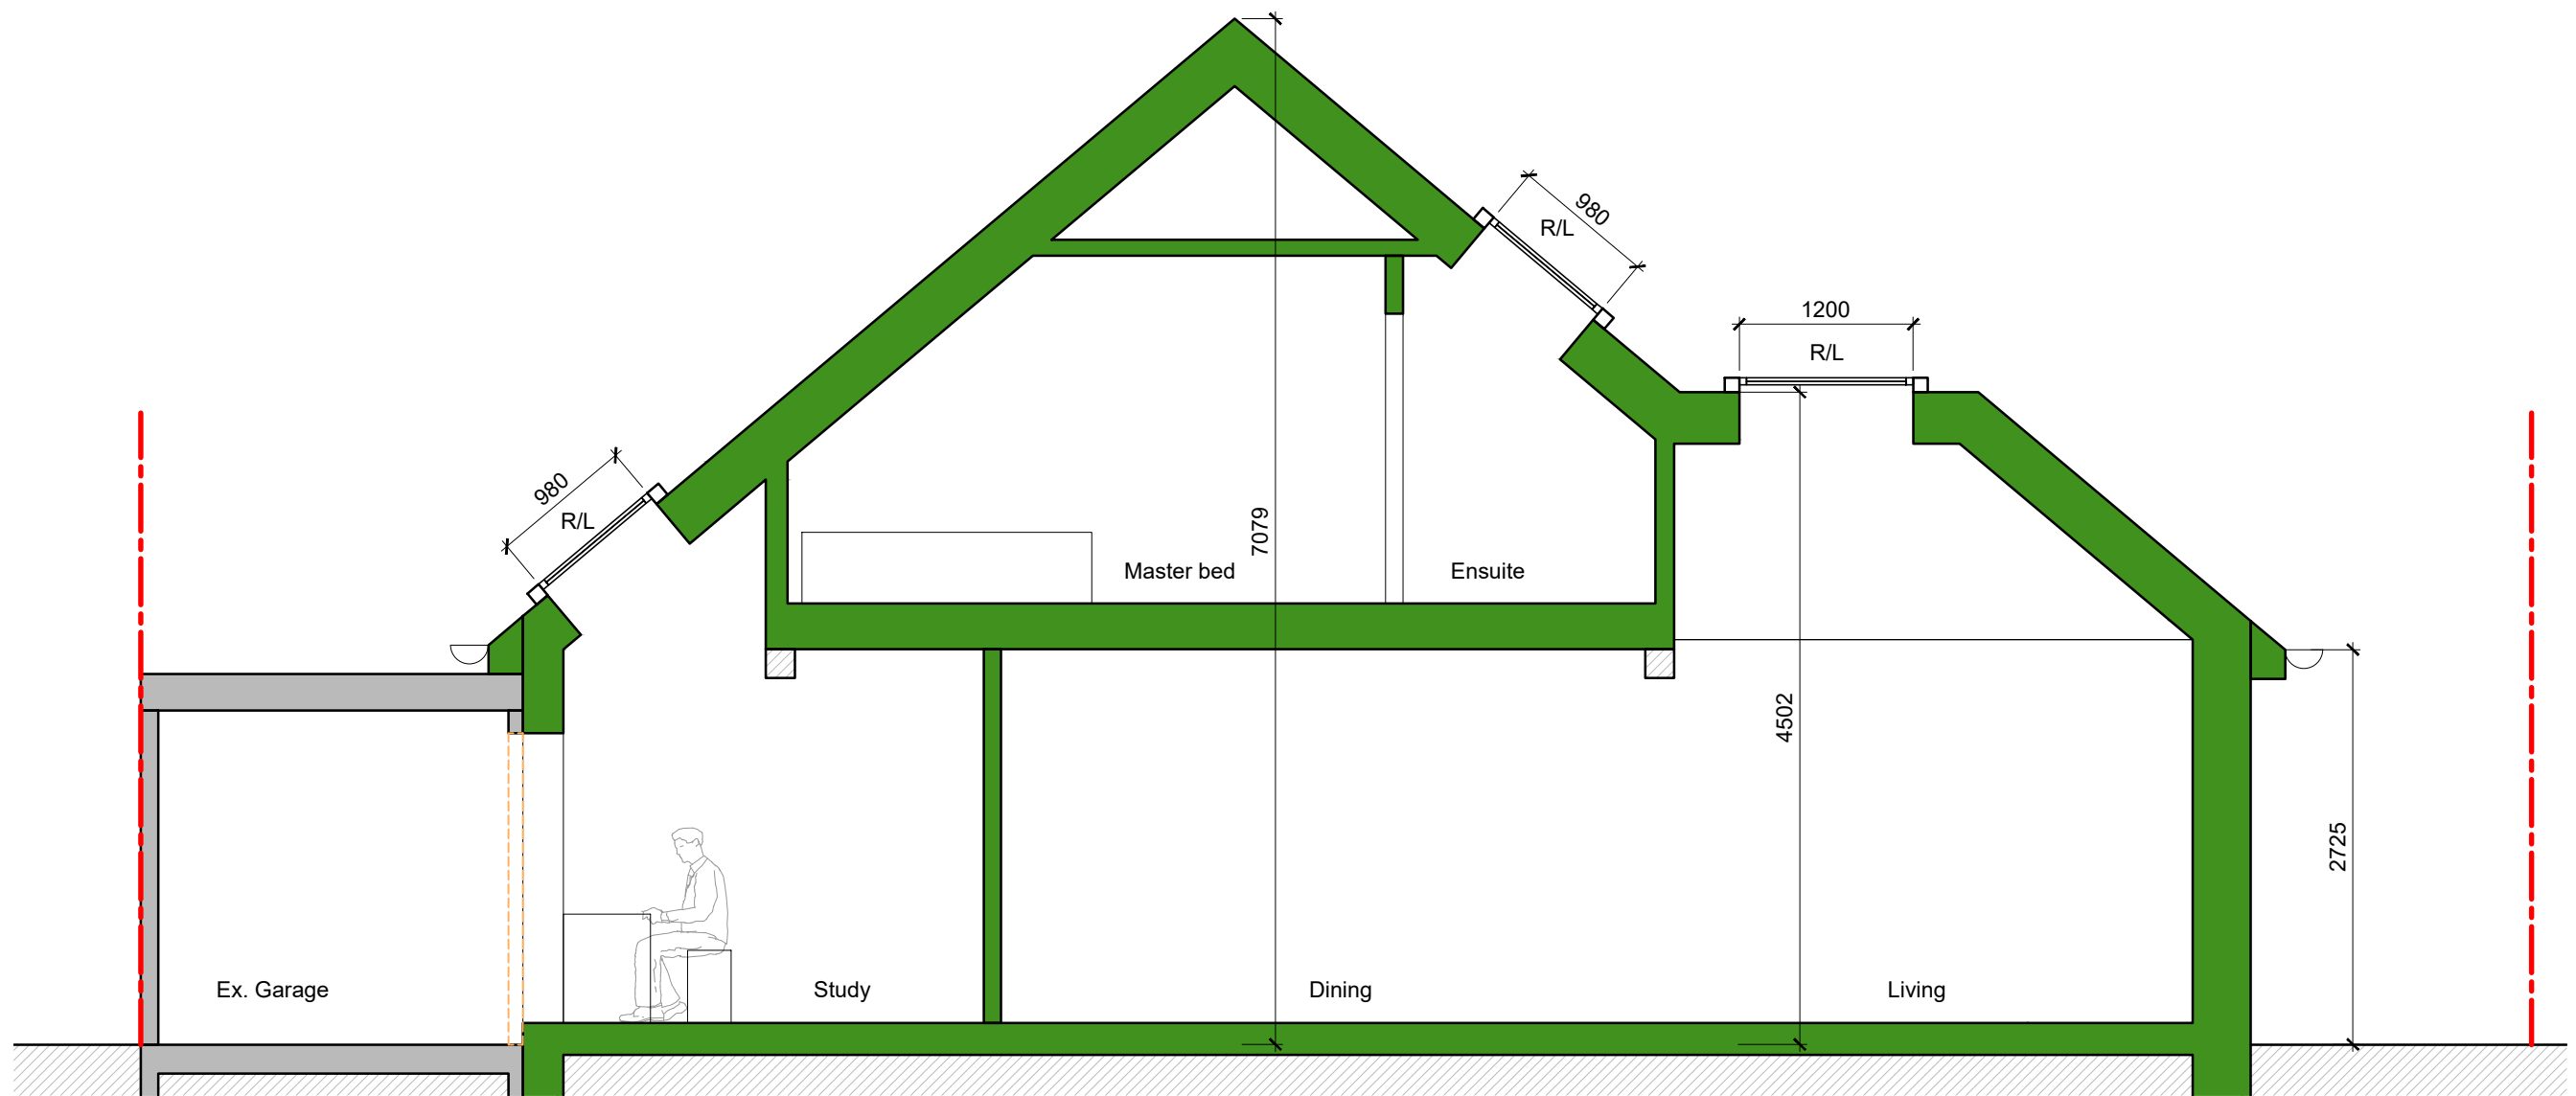 980
R/L
1200
R/L
980
R/L
7079
Master bed
Ensuite
4502
2725
Ex. Garage
Study
Dining
Living